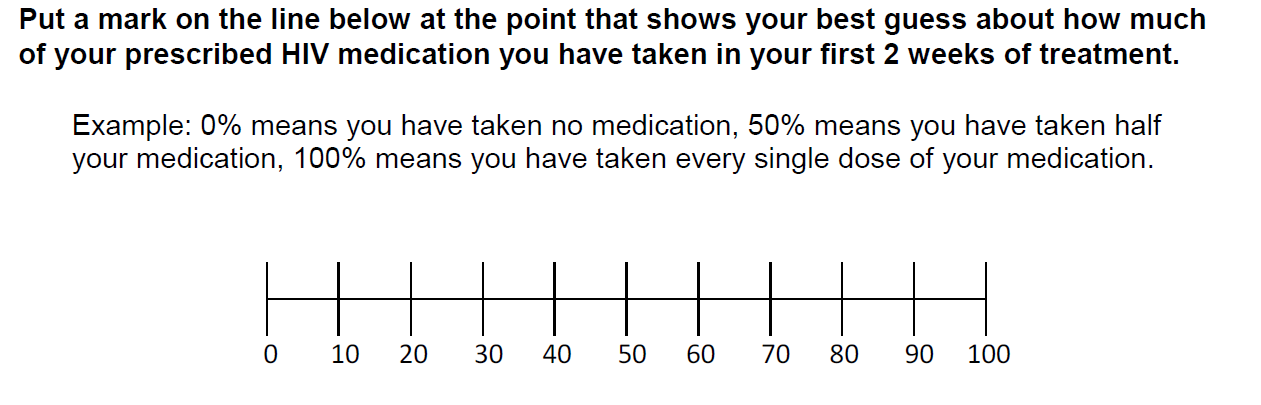 Put a mark on the line below at the point that shows your best guess about how much
of your prescribed HIV medication you have taken in your first 2 weeks of treatment.
Example: 0% means you have taken no medication, 50% means you have taken half
your medication, 100% means you have taken every single dose of your medication.
0 10 20 30 40 50 60 70 80 90 100